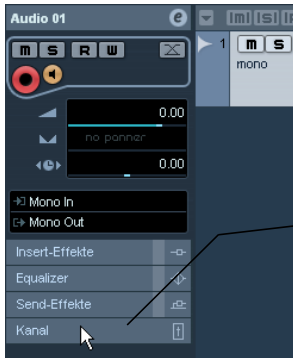 Audio 01 e
m S R W
1 m s
mono
0.00
no panner
0.00
Mono In
Mono Out
Insert-Effekte
Equalizer
Send-Effekte
Kanal